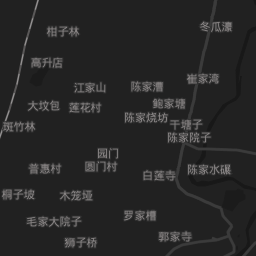 冬瓜濠
柑子林
高升店
崔家湾
江家山
陈家漕
大坟包
莲花村
鲍家塘
陈家烧坊
斑竹林
干塘子
陈家院子
园门
普惠村
圆门村
白莲寺
陈家水碾
桐子坡
木笼垭
毛家大院子
罗家槽
狮子桥
郭家寺